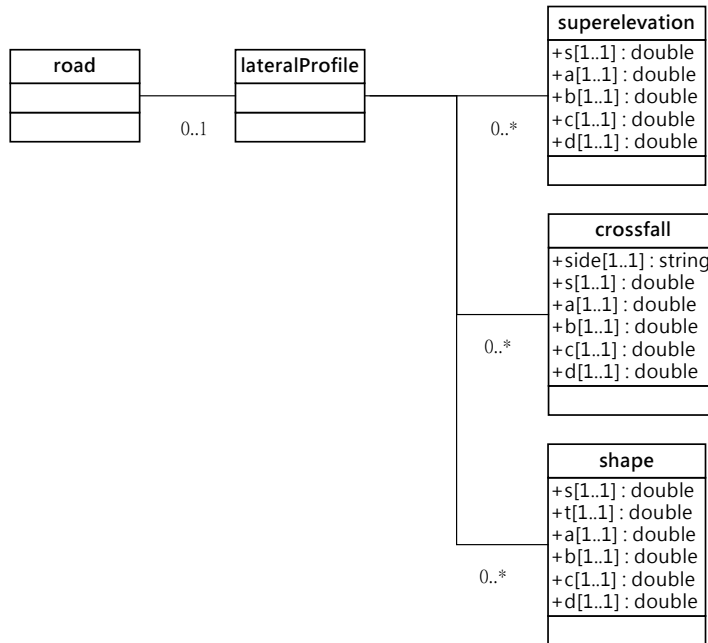 road
0..1
lateralProfile
superelevation
+s[1..1] : double
+a[1..1] : double
+b[1..1] : double
+c[1..1] : double
+d[1..1] : double
0..*
crossfall
+side[1..1] : string
+s[1..1] : double
+a[1..1] : double
+b[1..1] : double
+c[1..1] : double
+d[1..1] : double
0..*
shape
+s[1..1] : double
+t[1..1] : double
+a[1..1] : double
+b[1..1] : double
+c[1..1] : double
+d[1..1] : double
0..*